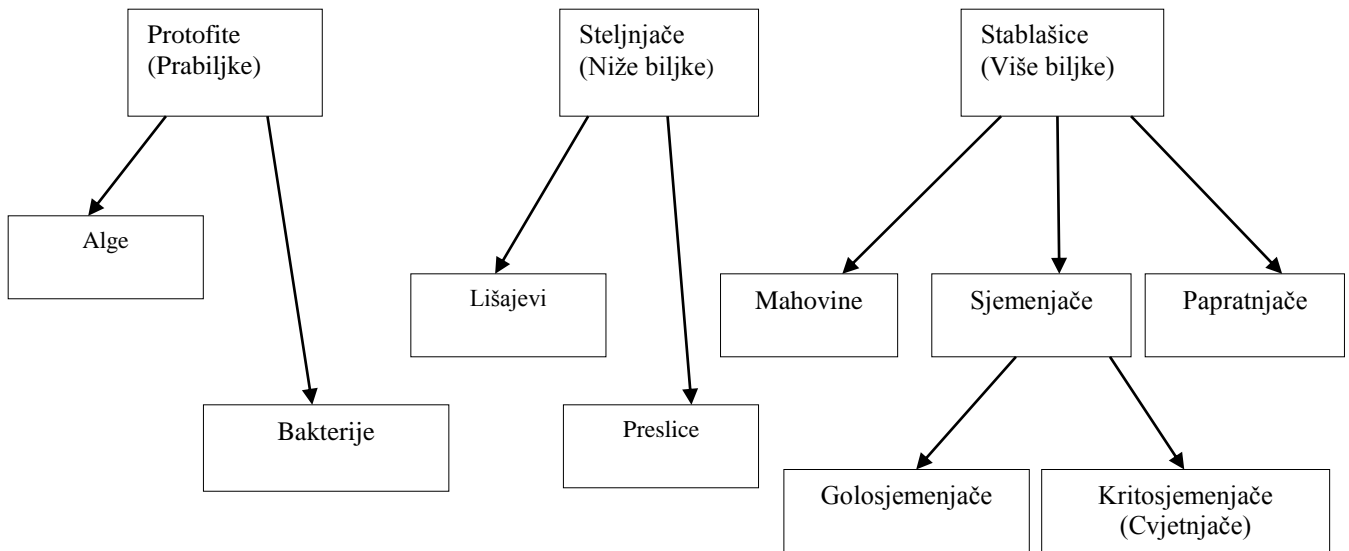 Protofite
(Prabiljke)
Steljnjače
(Niže biljke)
Stablašice
(Više biljke)
Alge
Lišajevi
Mahovine
Sjemenjače
Papratnjače
Bakterije
Preslice
Golosjemenjače
Kritosjemenjače
(Cvjetnjače)